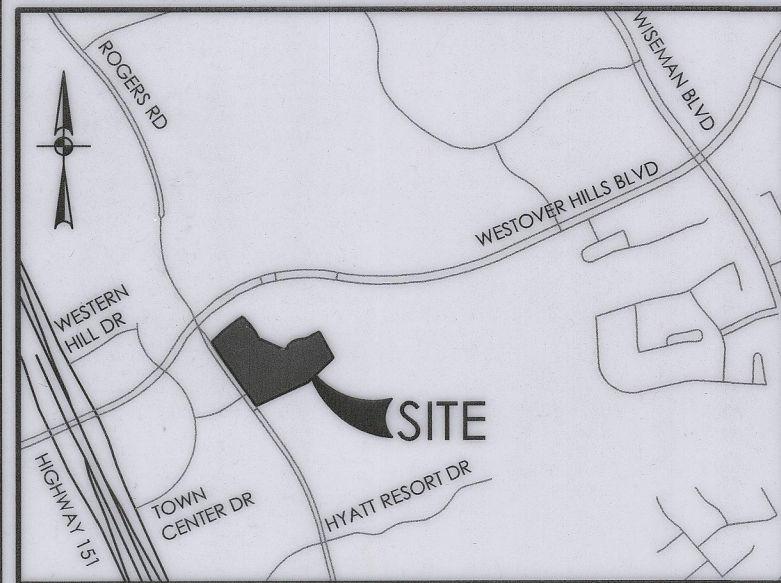 ROGERS RD
WISEMAN BLVD
WESTOVER HILLS BLVD
WESTERN
HILL DR
SITE
HIGHWAY 151
TOWN
CENTER DR
HYATT RESORT DR